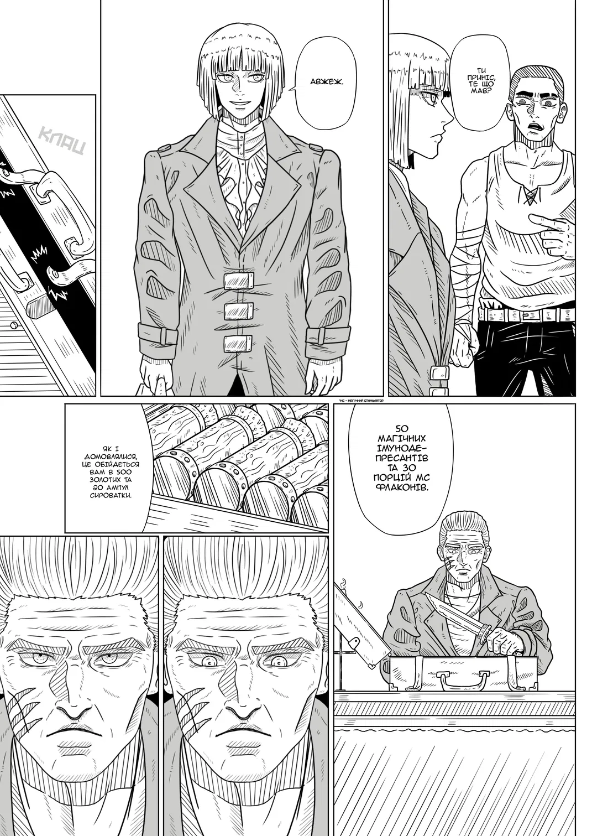 ТИ
ПРИНІС,
ТЕ ЩО
МАВ?
АВЖЕЖ.
КЛАЦ
50
МАГІЧНИХ
ІМУНОДЕ-
ПРЕСАНТІВ
ТА 30
ПОРЦІЙ МС
ФЛАКОНІВ.
ЯК І
ДОМОВЛЯЛИСЯ,
ЦЕ ОБІЙДЕТЬСЯ
ВАМ В 500
ЗОЛОТИХ ТА
20 АМПУЛ
СИРОВАТКИ.